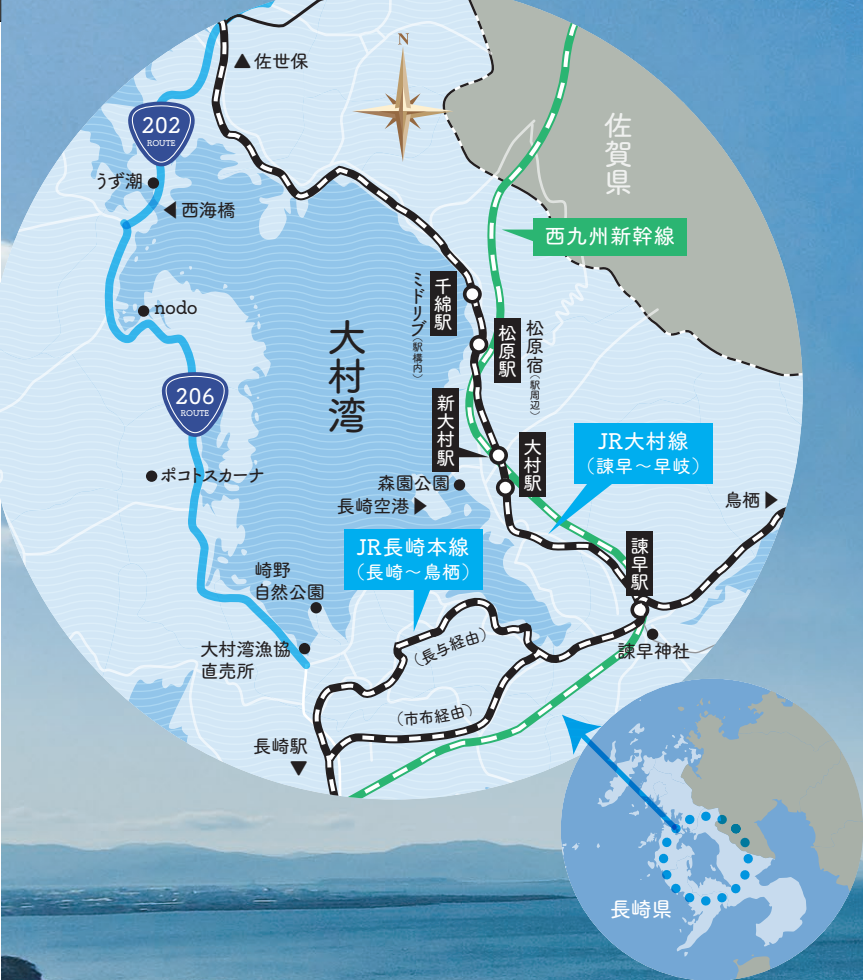 N
佐世保
佐賀県
202
ROUTE
うず潮
西海橋
西九州新幹線
nodo
千綿駅
ミドリブ(駅構内)
松原駅
松原宿(駅周辺)
大村湾
206
ROUTE
新大村駅
大村駅
JR大村線
(諫早~早岐)
ポコトスカーナ
森園公園
長崎空港
鳥栖
JR長崎本線
(長崎~鳥栖)
諫早駅
崎野
自然公園
(長与経由)
大村湾漁協
直売所
諫早神社
(市布経由)
長崎駅
長崎県